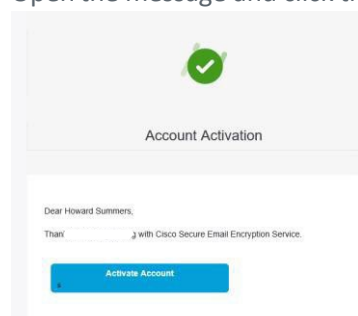 Open the message and click
Account Activation
Dear Howard Summers,
with Cisco Secure Email Encryption Service.
Activate Account